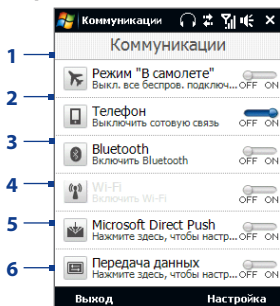 Коммуникации
Коммуникации
1
Режим "В самолете"
Выкл. все беспров. подключ...
OFF ON
2
Телефон
Выключить сотовую связь
OFF ON
3
Bluetooth
Включить Bluetooth
OFF ON
4
Wi-Fi
Включить Wi-Fi
OFF ON
5
Microsoft Direct Push
Нажмите здесь, чтобы настр...
OFF ON
6
Передача данных
Нажмите здесь, чтобы настр...
OFF ON
Выход Настройка